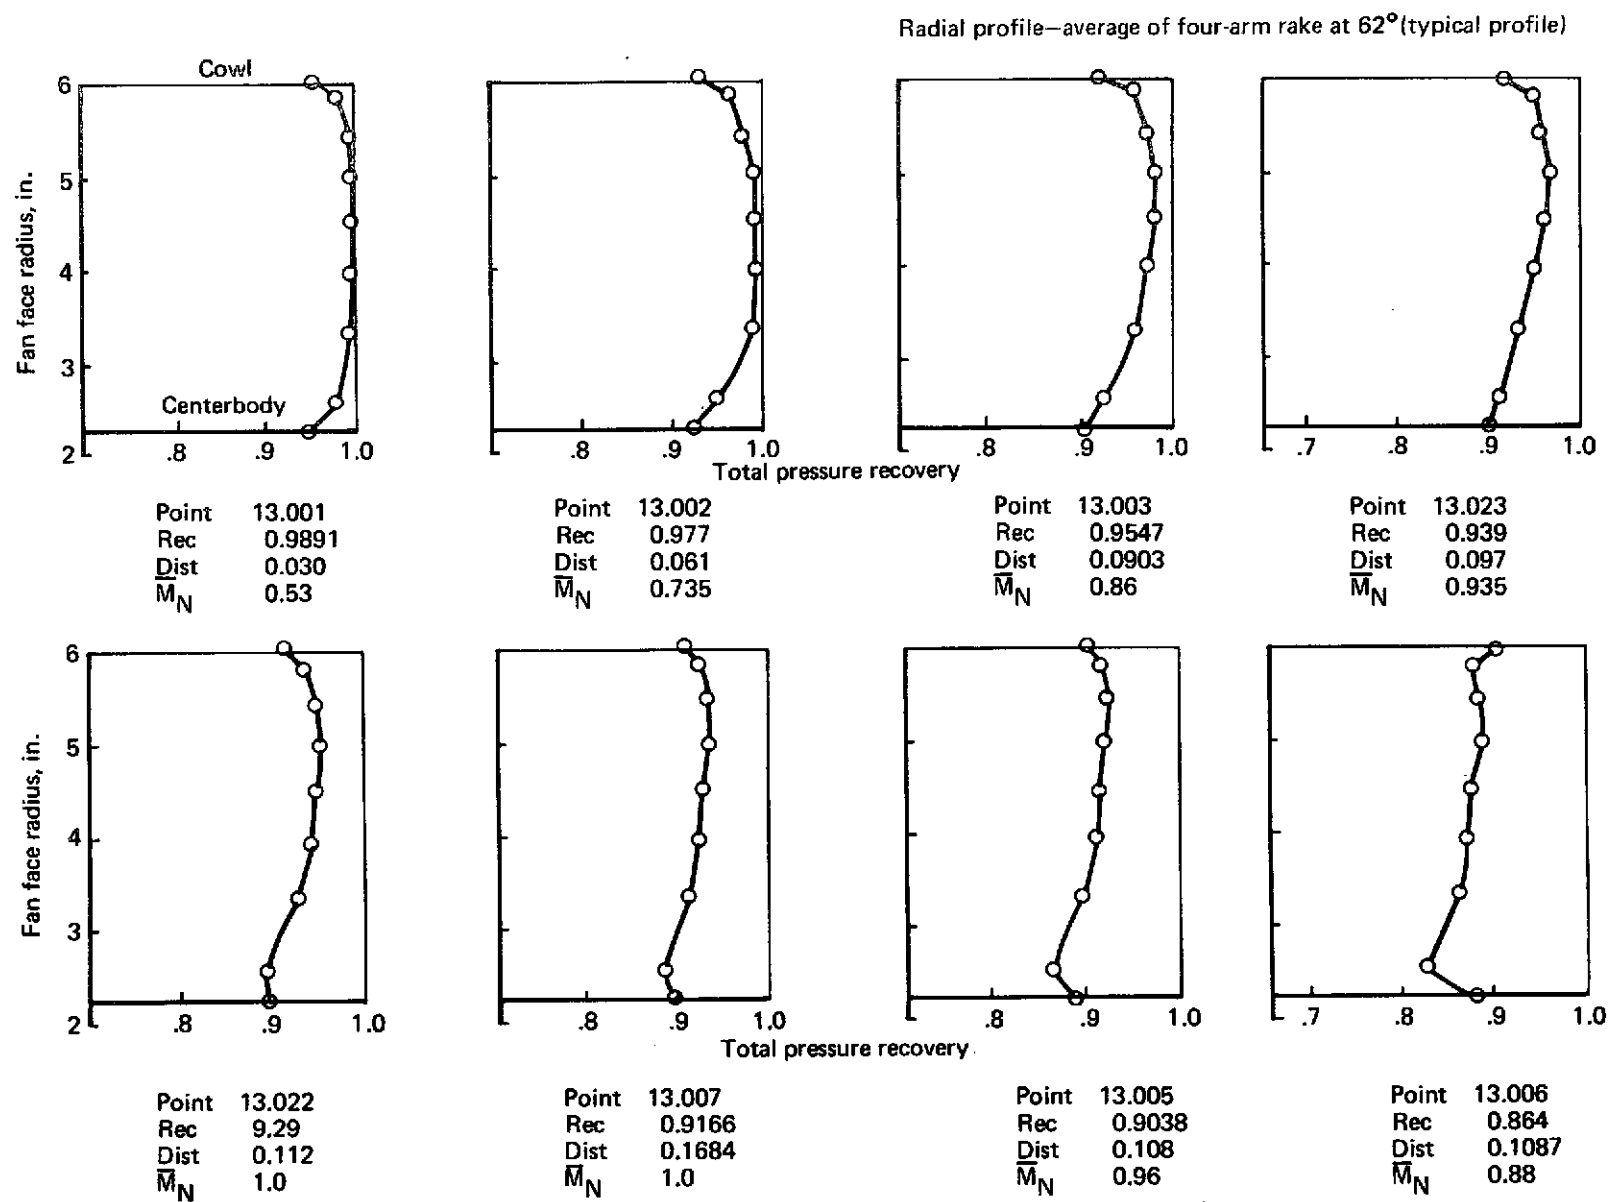 Radial profile—average of four-arm rake at 62° (typical profile)
Cowl
Fan face radius, in.
6
5
4
3
2
Centerbody
.8 .9 1.0
.8 .9 1.0
.8 .9 1.0
.7 .8 .9 1.0
Total pressure recovery
Point 13.001
Rec 0.9891
Dist 0.030
M̅N 0.53
Point 13.002
Rec 0.977
Dist 0.061
M̅N 0.735
Point 13.003
Rec 0.9547
Dist 0.0903
M̅N 0.86
Point 13.023
Rec 0.939
Dist 0.097
M̅N 0.935
Fan face radius, in.
6
5
4
3
2
.8 .9 1.0
.8 .9 1.0
.8 .9 1.0
.7 .8 .9 1.0
Total pressure recovery
Point 13.022
Rec 9.29
Dist 0.112
M̅N 1.0
Point 13.007
Rec 0.9166
Dist 0.1684
M̅N 1.0
Point 13.005
Rec 0.9038
Dist 0.108
M̅N 0.96
Point 13.006
Rec 0.864
Dist 0.1087
M̅N 0.88